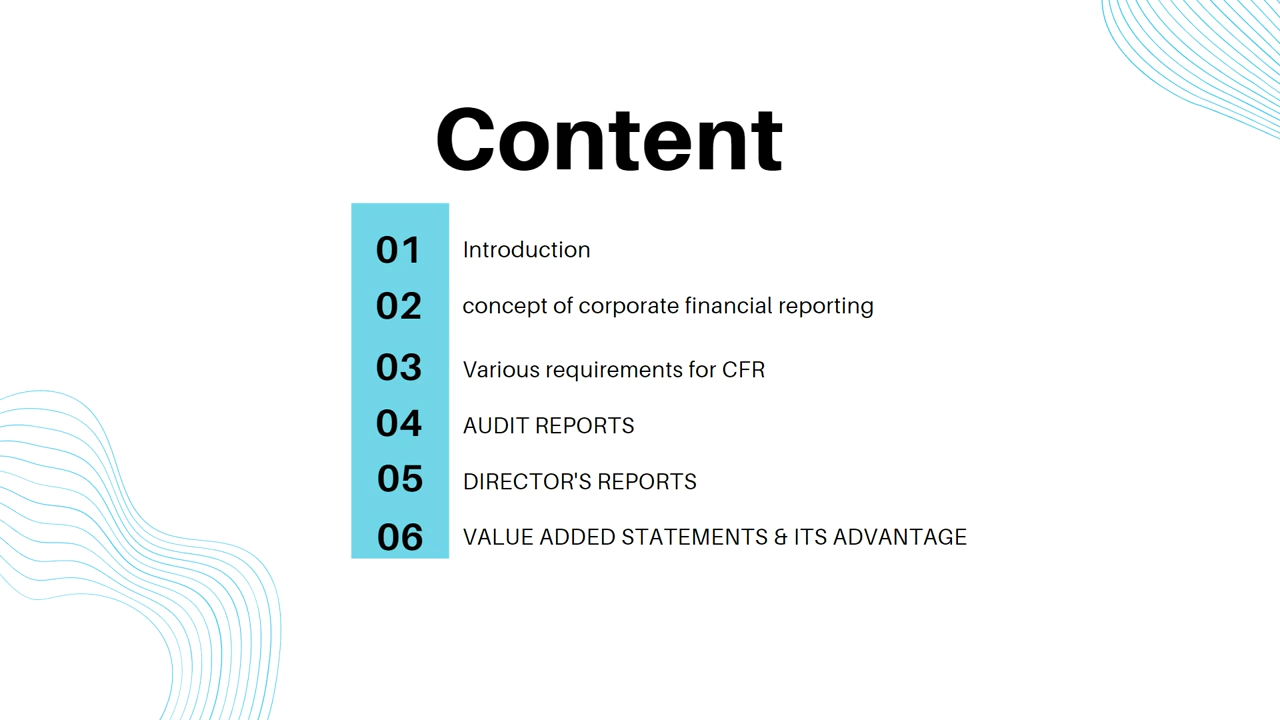 Content
01 Introduction
02 concept of corporate financial reporting
03 Various requirements for CFR
04 AUDIT REPORTS
05 DIRECTOR'S REPORTS
06 VALUE ADDED STATEMENTS & ITS ADVANTAGE